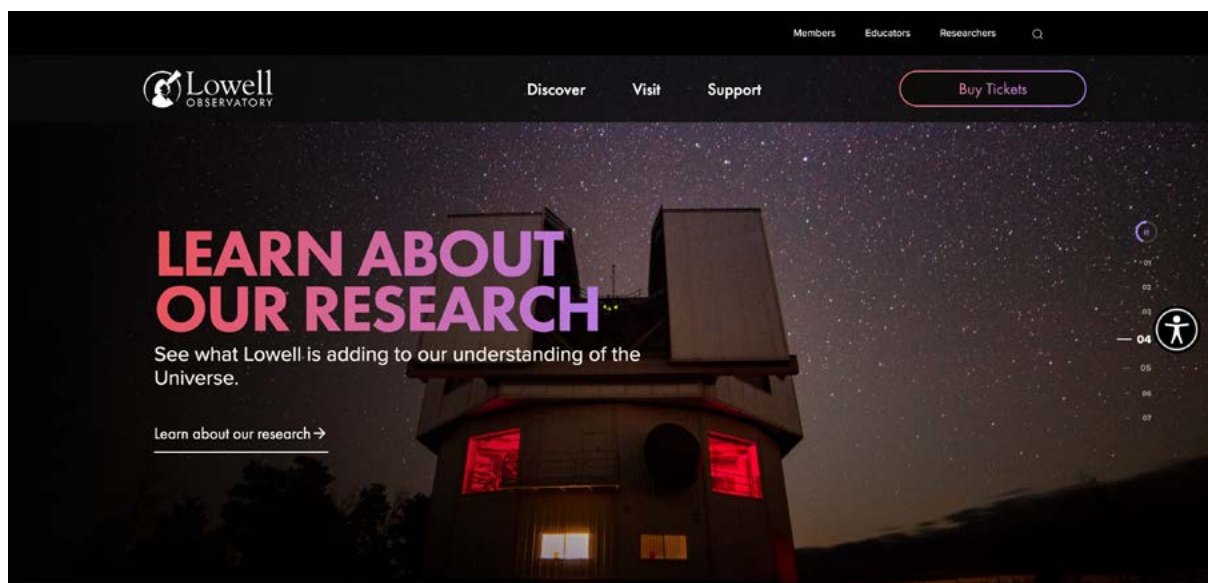 Members Educators Researchers
Lowell
OBSERVATORY
Discover Visit Support Buy Tickets
LEARN ABOUT
OUR RESEARCH
See what Lowell is adding to our understanding of the
Universe.
Learn about our research →
01
02
03
04
05
06
07